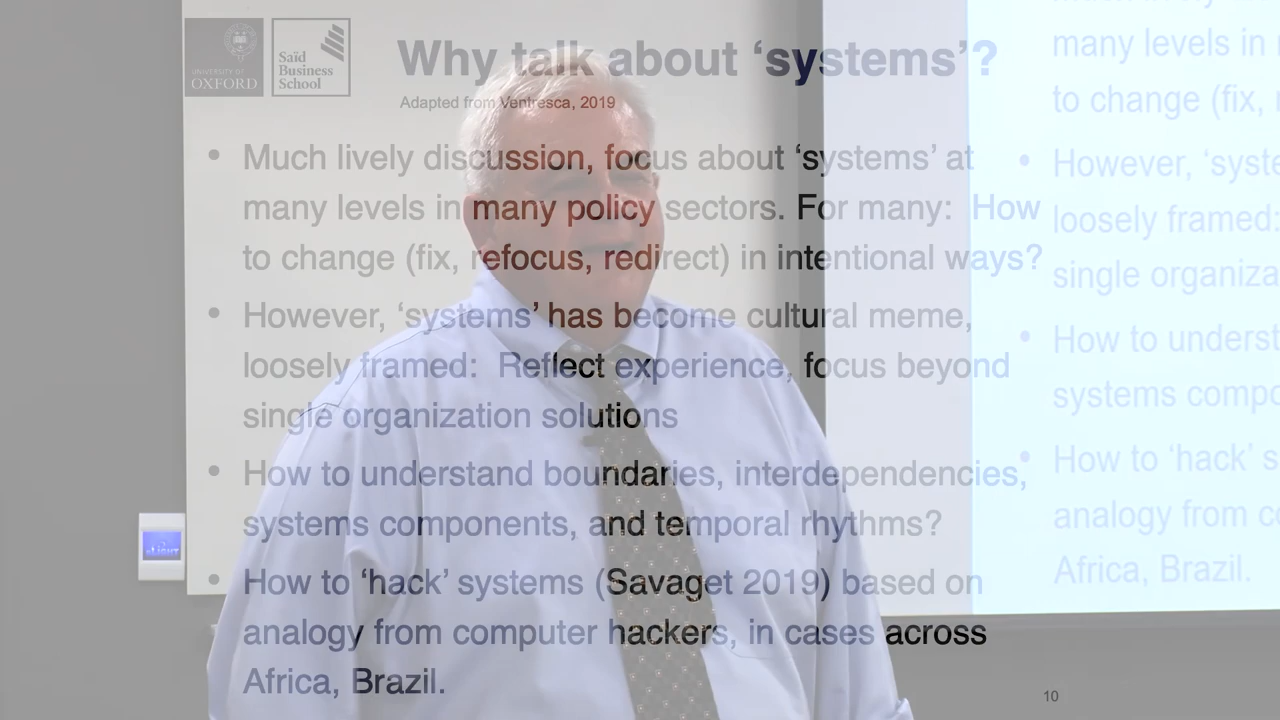 UNIVERSITY OF
OXFORD
Saïd
Business
School
Why talk about ‘systems’?
Adapted from Ventresca, 2019
• Much lively discussion, focus about ‘systems’ at
many levels in many policy sectors. For many: How
to change (fix, refocus, redirect) in intentional ways?
• However, ‘systems’ has become cultural meme,
loosely framed: Reflect experience, focus beyond
single organization solutions
• How to understand boundaries, interdependencies,
systems components, and temporal rhythms?
• How to ‘hack’ systems (Savaget 2019) based on
analogy from computer hackers, in cases across
Africa, Brazil.
10
many levels in
to change (fix,
• However, ‘syste
loosely framed:
single organiza
• How to underst
systems compo
• How to ‘hack’ s
analogy from co
Africa, Brazil.